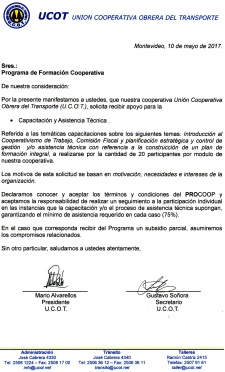 UCOT UNION COOPERATIVA OBRERA DEL TRANSPORTE
Montevideo, 10 de mayo de 2017.
Sres.:
Programa de Formación Cooperativa
De nuestra consideración:
Por la presente manifestamos a ustedes, que nuestra cooperativa Unión Cooperativa
Obrera del Transporte (U.C.O.T.), solicita recibir apoyo para la
• Capacitación y Asistencia Técnica .
Referida a las temáticas capacitaciones sobre los siguientes temas: Introducción al
Cooperativismo de Trabajo, Comisión Fiscal y planificación estratégica y control de
gestión y/o asistencia técnica con referencia a la construcción de un plan de
formación integral, a realizarse por la cantidad de 20 participantes por modulo de
nuestra cooperativa.
Los motivos de esta solicitud se basan en motivación, necesidades e intereses de la
organización.
Declaramos conocer y aceptar los términos y condiciones del PROCOOP y
aceptamos la responsabilidad de realizar un seguimiento a la participación individual
en las instancias que la capacitación y/o el proceso de asistencia técnica supongan,
garantizando el mínimo de asistencia requerido en cada caso (75%).
En el caso que corresponda recibir del Programa un subsidio parcial, asumiremos
los compromisos relacionados.
Sin otro particular, saludamos a ustedes atentamente.
Mario Alvarellos
Presidente
U.C.O.T.
Gustavo Señora
Secretario
U.C.O.T.
Administración
José Cabrera 4330
Tel: 2506 1224 – Fax: 2508 17 00
info@ucot.net
Tránsito
José Cabrera 4340
Tel: 2506 36 12 – Fax: 2506 36 11
transito@ucot.net
Talleres
Ramón Castro 2415
Telefax: 2507 91 61
taller@ucot.net